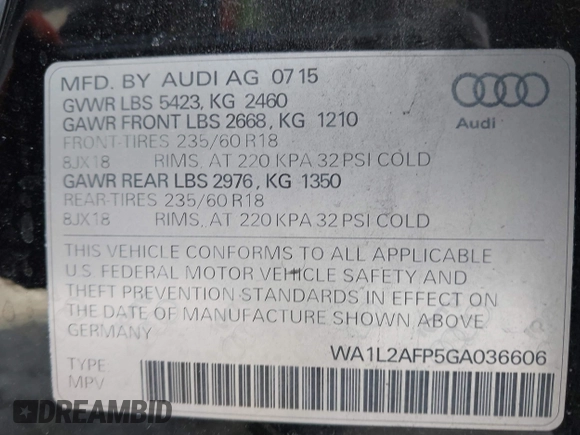 MFD. BY AUDI AG 07 15
GVWR LBS 5423, KG 2460
GAWR FRONT LBS 2668, KG 1210
FRONT-TIRES 235/60 R18
8JX18 RIMS, AT 220 KPA 32 PSI COLD
GAWR REAR LBS 2976, KG 1350
REAR-TIRES 235/60 R18
8JX18 RIMS, AT 220 KPA 32 PSI COLD
Audi
THIS VEHICLE CONFORMS TO ALL APPLICABLE
U.S. FEDERAL MOTOR VEHICLE SAFETY AND
THEFT PREVENTION STANDARDS IN EFFECT ON
THE DATE OF MANUFACTURE SHOWN ABOVE.
GERMANY
WA1L2AFP5GA036606
TYPE:
MPV
DREAMBID